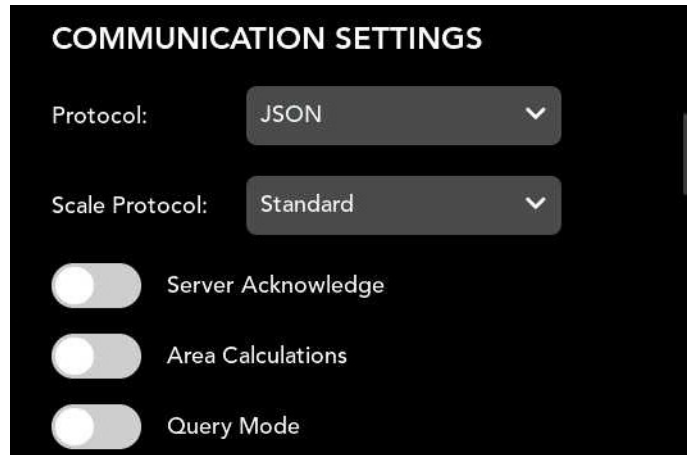 COMMUNICATION SETTINGS
Protocol: JSON
Scale Protocol: Standard
Server Acknowledge
Area Calculations
Query Mode